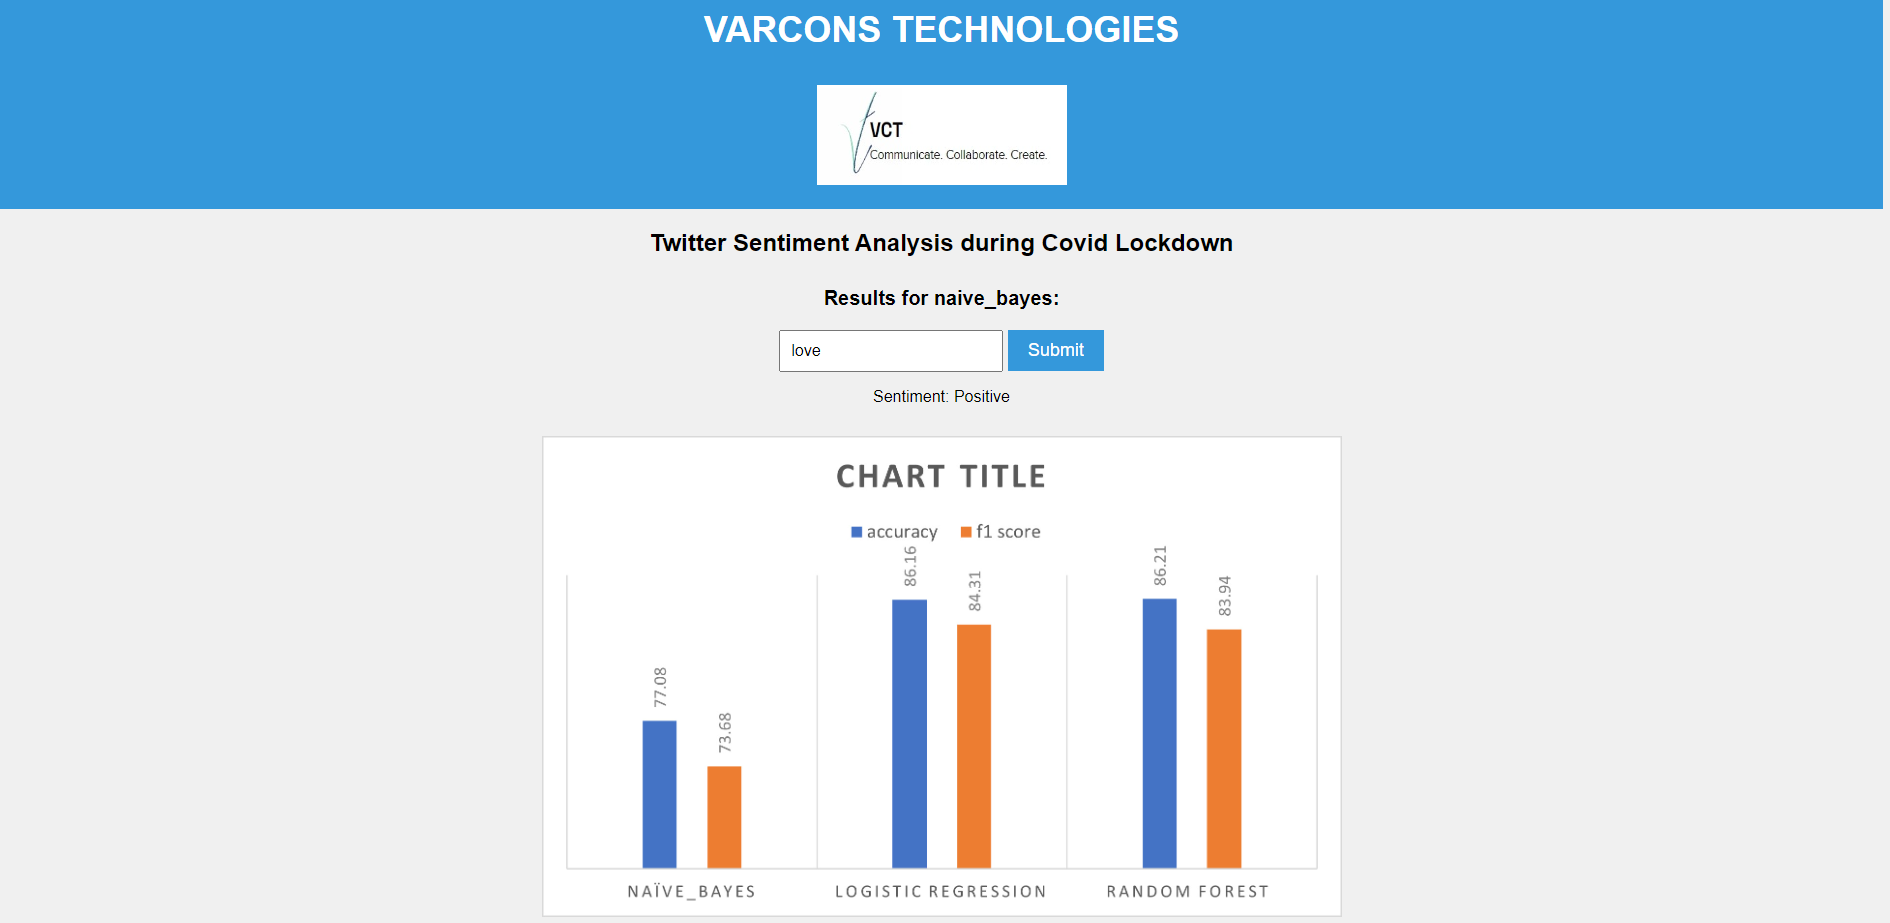 VARCONS TECHNOLOGIES
VCT
Communicate. Collaborate. Create.
Twitter Sentiment Analysis during Covid Lockdown
Results for naive_bayes:
love Submit
Sentiment: Positive
CHART TITLE
accuracy f1 score
77.08 73.68 86.16 84.31 86.21 83.94
NAÏVE_BAYES LOGISTIC REGRESSION RANDOM FOREST